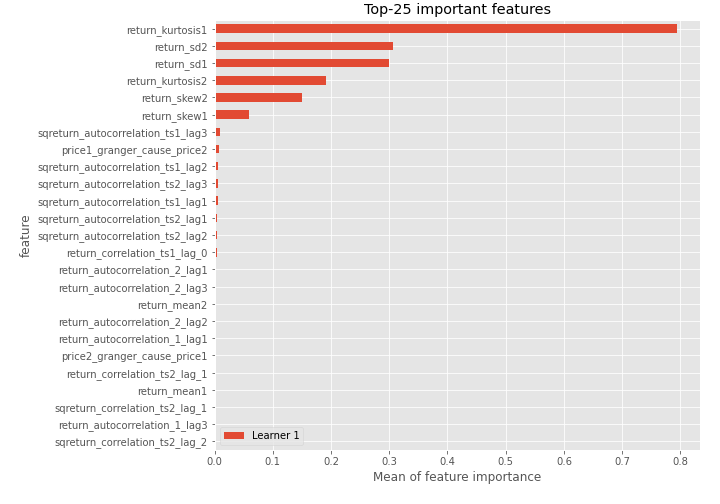 Top-25 important features
return_kurtosis1
return_sd2
return_sd1
return_kurtosis2
return_skew2
return_skew1
sqreturn_autocorrelation_ts1_lag3
price1_granger_cause_price2
sqreturn_autocorrelation_ts1_lag2
sqreturn_autocorrelation_ts2_lag3
sqreturn_autocorrelation_ts1_lag1
sqreturn_autocorrelation_ts2_lag1
sqreturn_autocorrelation_ts2_lag2
return_correlation_ts1_lag_0
return_autocorrelation_2_lag1
return_autocorrelation_2_lag3
return_mean2
return_autocorrelation_2_lag2
return_autocorrelation_1_lag1
price2_granger_cause_price1
return_correlation_ts2_lag_1
return_mean1
sqreturn_correlation_ts2_lag_1
return_autocorrelation_1_lag3
sqreturn_correlation_ts2_lag_2
feature
Learner 1
0.0 0.1 0.2 0.3 0.4 0.5 0.6 0.7 0.8
Mean of feature importance